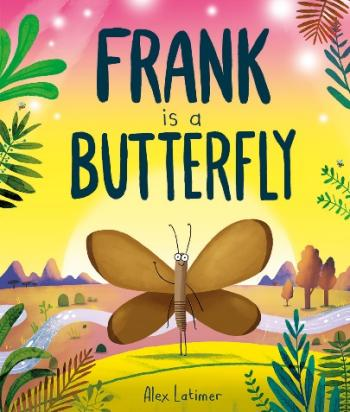 FRANK
is a
BUTTERFLY
Alex Latimer